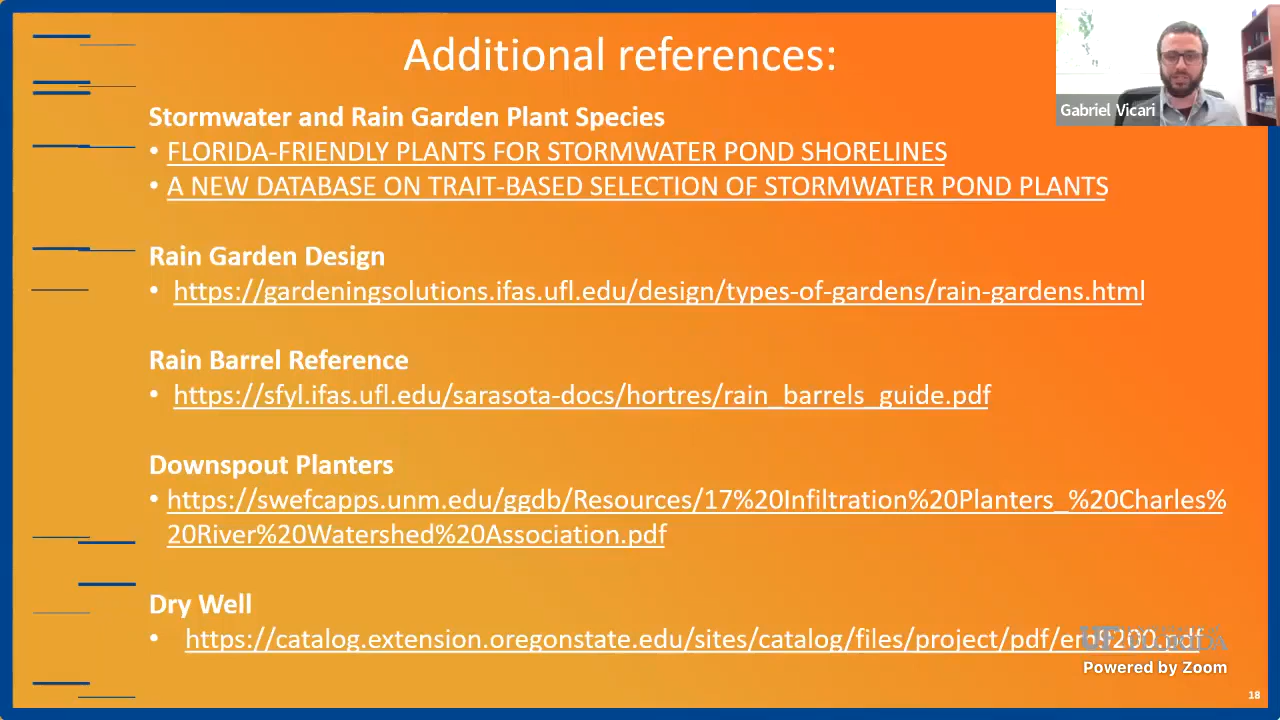 Additional references:
Gabriel Vicari
Stormwater and Rain Garden Plant Species
• FLORIDA-FRIENDLY PLANTS FOR STORMWATER POND SHORELINES
• A NEW DATABASE ON TRAIT-BASED SELECTION OF STORMWATER POND PLANTS
Rain Garden Design
• https://gardeningsolutions.ifas.ufl.edu/design/types-of-gardens/rain-gardens.html
Rain Barrel Reference
• https://sfyl.ifas.ufl.edu/sarasota-docs/hortres/rain_barrels_guide.pdf
Downspout Planters
• https://swefcapps.unm.edu/ggdb/Resources/17%20Infiltration%20Planters_%20Charles%
20River%20Watershed%20Association.pdf
Dry Well
• https://catalog.extension.oregonstate.edu/sites/catalog/files/project/pdf/em9200.pdf
UF FLORIDA
Powered by Zoom
18